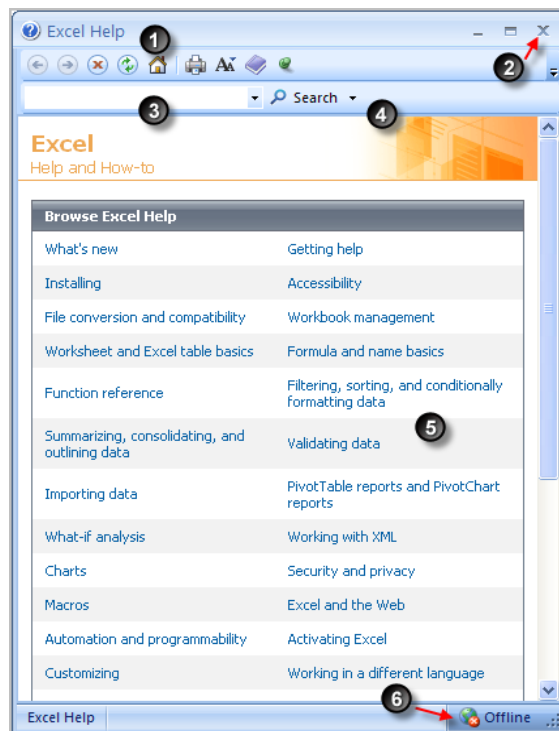 Excel Help
1
2
3
Search
4
Excel
Help and How-to
Browse Excel Help
What's new
Getting help
Installing
Accessibility
File conversion and compatibility
Workbook management
Worksheet and Excel table basics
Formula and name basics
Function reference
Filtering, sorting, and conditionally
formatting data
5
Summarizing, consolidating, and
outlining data
Validating data
Importing data
PivotTable reports and PivotChart
reports
What-if analysis
Working with XML
Charts
Security and privacy
Macros
Excel and the Web
Automation and programmability
Activating Excel
Customizing
Working in a different language
6
Excel Help
Offline